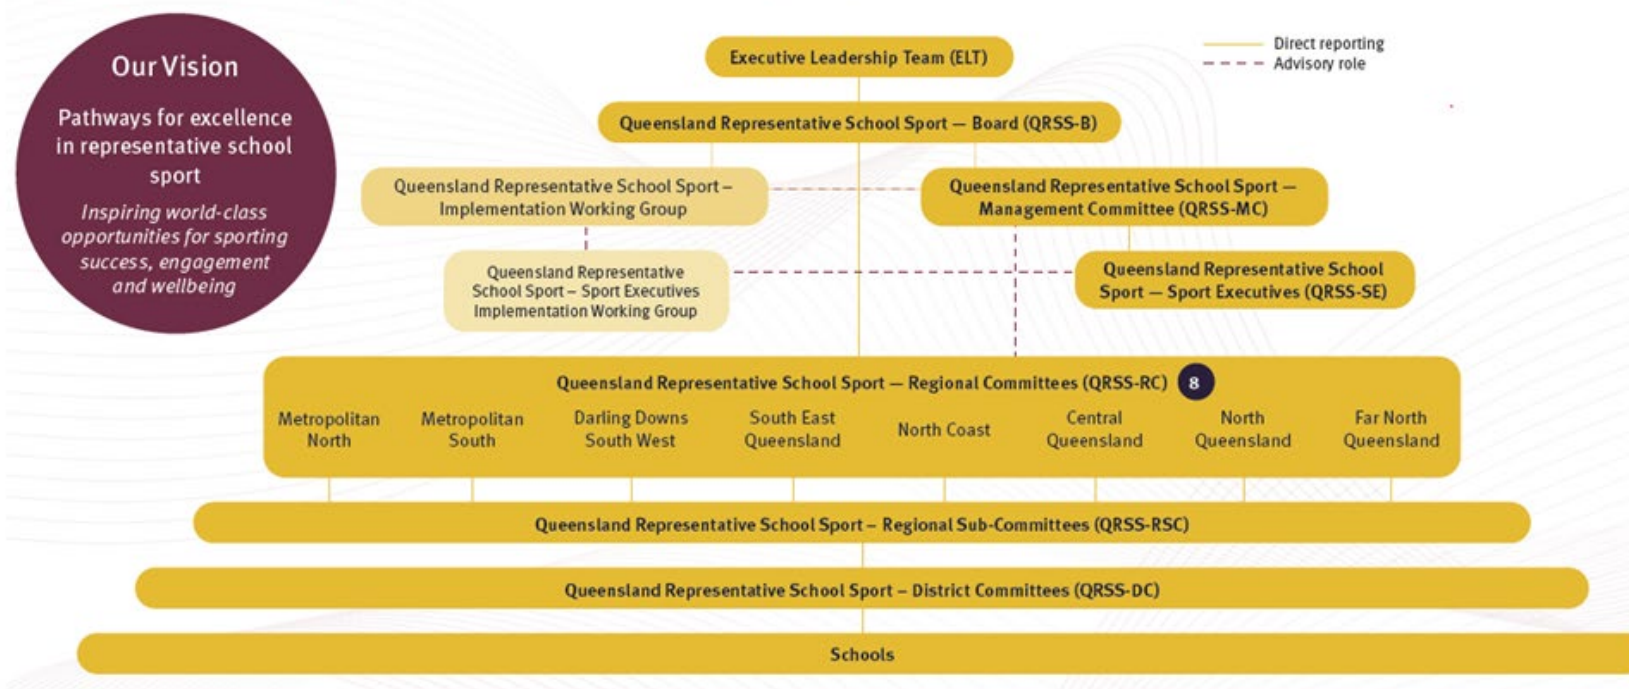 Our Vision
Pathways for excellence
in representative school
sport
Inspiring world-class
opportunities for sporting
success, engagement
and wellbeing
Executive Leadership Team (ELT)
Direct reporting
Advisory role
Queensland Representative School Sport — Board (QRSS-B)
Queensland Representative School Sport –
Implementation Working Group
Queensland Representative School Sport —
Management Committee (QRSS-MC)
Queensland Representative
School Sport – Sport Executives
Implementation Working Group
Queensland Representative School
Sport — Sport Executives (QRSS-SE)
Queensland Representative School Sport — Regional Committees (QRSS-RC) 8
Metropolitan
North
Metropolitan
South
Darling Downs
South West
South East
Queensland
North Coast
Central
Queensland
North
Queensland
Far North
Queensland
Queensland Representative School Sport – Regional Sub-Committees (QRSS-RSC)
Queensland Representative School Sport – District Committees (QRSS-DC)
Schools